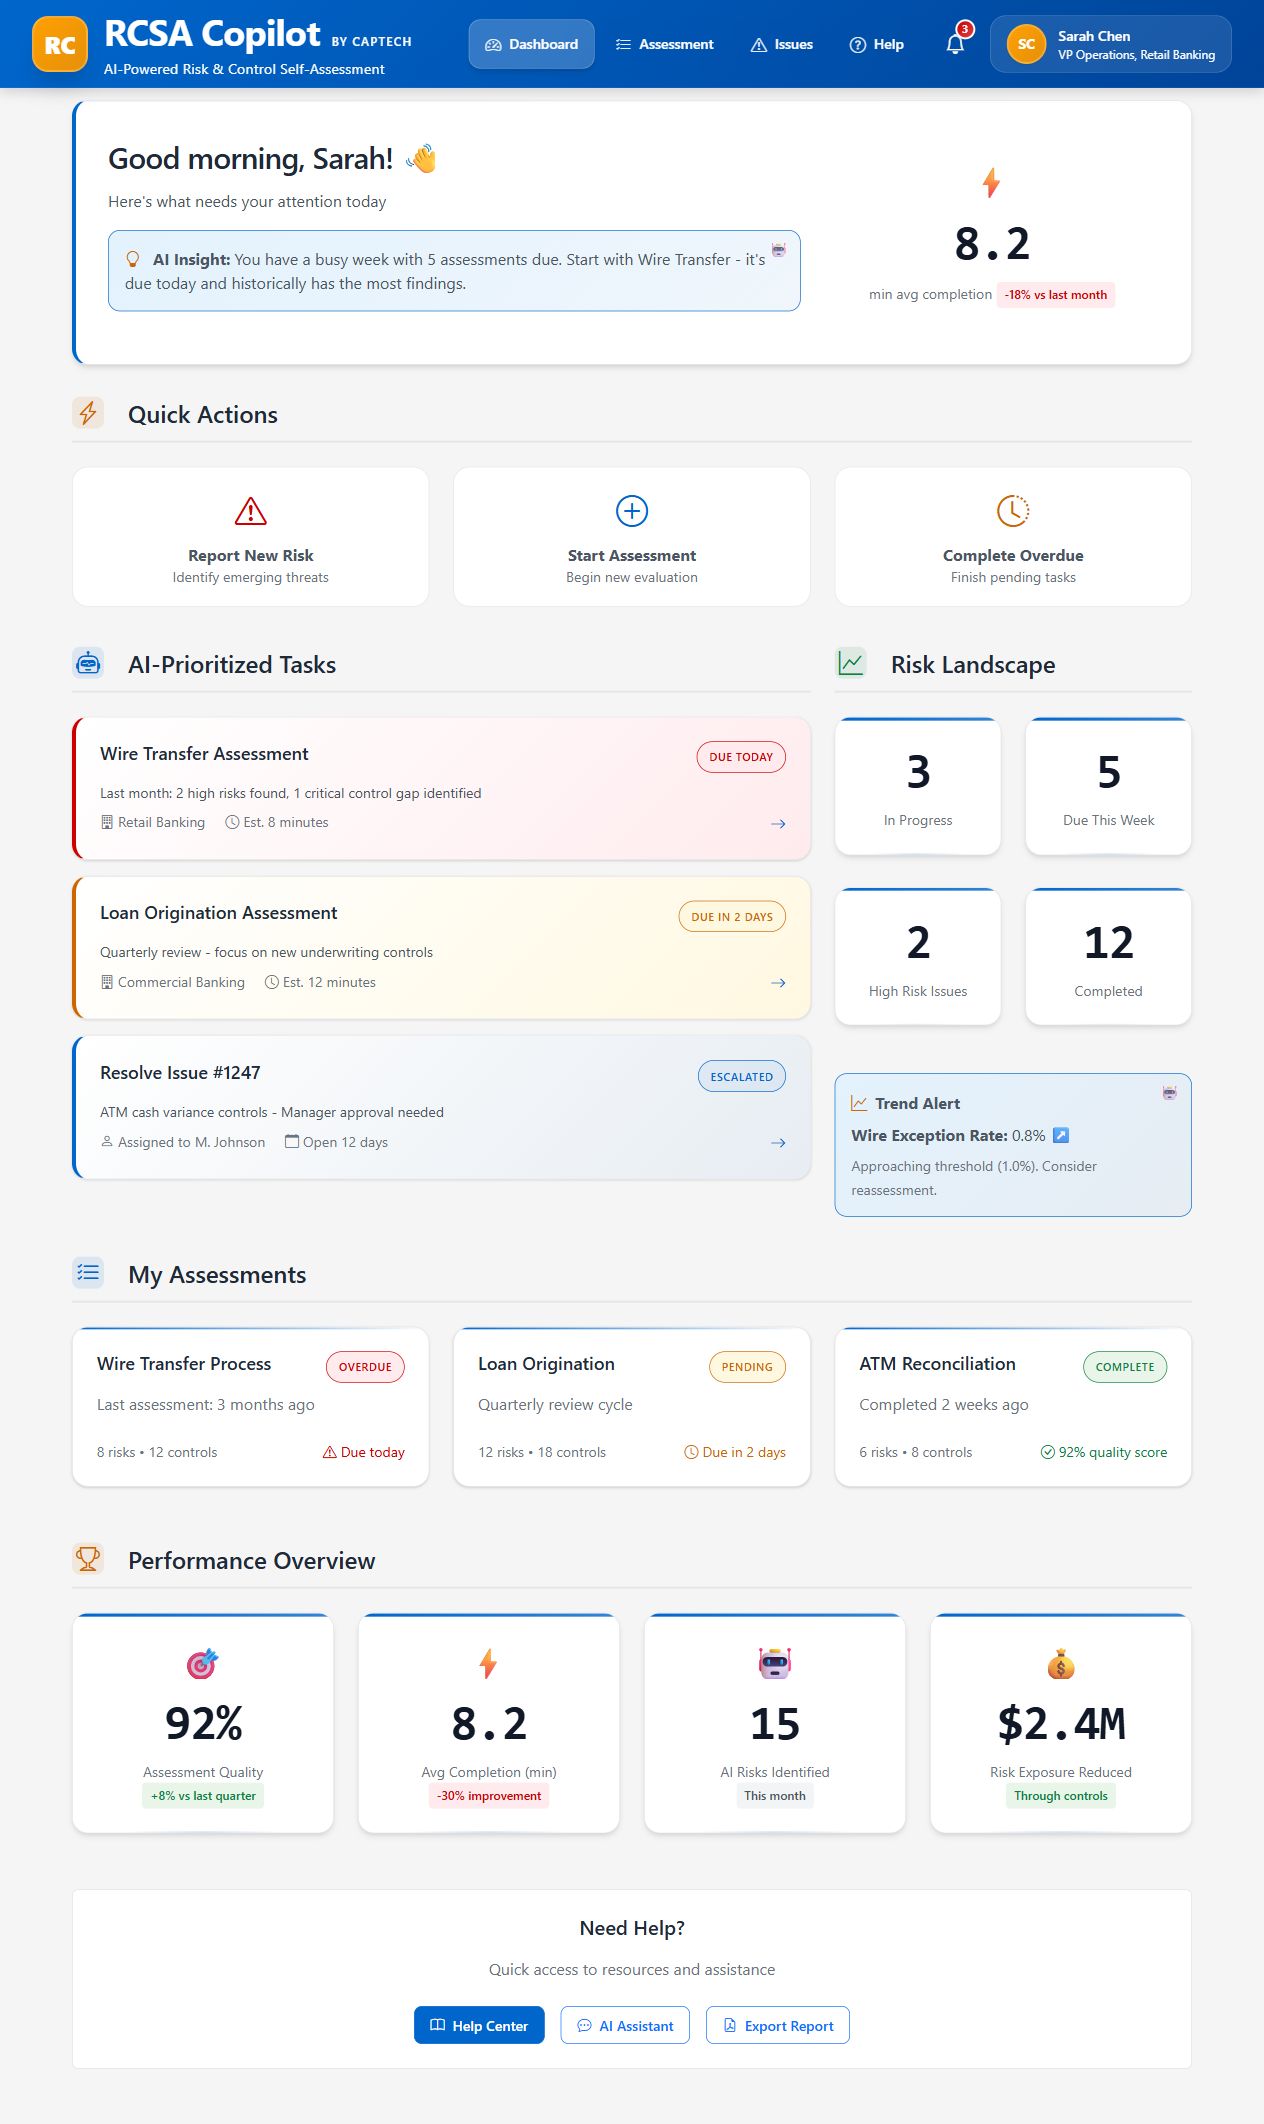 RC
RCSA Copilot BY CAPTECH
AI-Powered Risk & Control Self-Assessment
Dashboard
Assessment
Issues
Help
3
SC
Sarah Chen
VP Operations, Retail Banking
Good morning, Sarah!
Here's what needs your attention today
AI Insight: You have a busy week with 5 assessments due. Start with Wire Transfer - it's
due today and historically has the most findings.
8.2
min avg completion -18% vs last month
Quick Actions
Report New Risk
Identify emerging threats
Start Assessment
Begin new evaluation
Complete Overdue
Finish pending tasks
AI-Prioritized Tasks
Wire Transfer Assessment
DUE TODAY
Last month: 2 high risks found, 1 critical control gap identified
Retail Banking Est. 8 minutes
Loan Origination Assessment
DUE IN 2 DAYS
Quarterly review - focus on new underwriting controls
Commercial Banking Est. 12 minutes
Resolve Issue #1247
ESCALATED
ATM cash variance controls - Manager approval needed
Assigned to M. Johnson Open 12 days
Risk Landscape
3
In Progress
5
Due This Week
2
High Risk Issues
12
Completed
Trend Alert
Wire Exception Rate: 0.8%
Approaching threshold (1.0%). Consider
reassessment.
My Assessments
Wire Transfer Process
OVERDUE
Last assessment: 3 months ago
8 risks • 12 controls
Due today
Loan Origination
PENDING
Quarterly review cycle
12 risks • 18 controls
Due in 2 days
ATM Reconciliation
COMPLETE
Completed 2 weeks ago
6 risks • 8 controls
92% quality score
Performance Overview
92%
Assessment Quality
+8% vs last quarter
8.2
Avg Completion (min)
-30% improvement
15
AI Risks Identified
This month
$2.4M
Risk Exposure Reduced
Through controls
Need Help?
Quick access to resources and assistance
Help Center
AI Assistant
Export Report